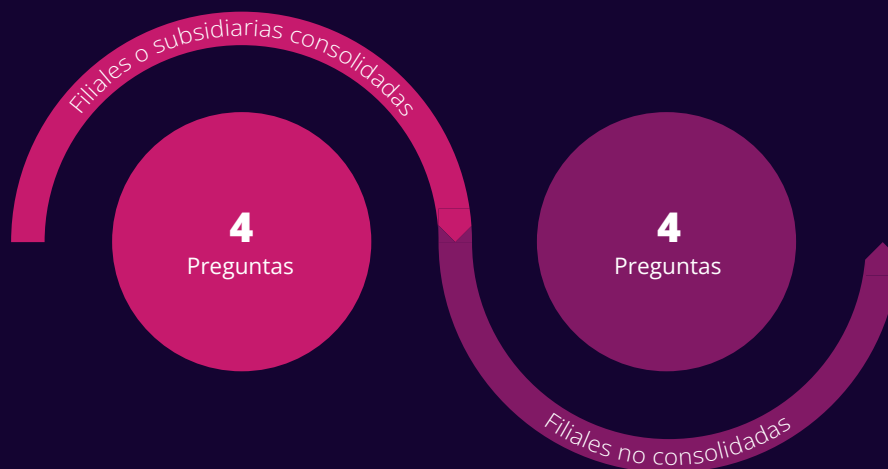 Filiales o subsidiarias consolidadas
4
Preguntas
4
Preguntas
Filiales no consolidadas